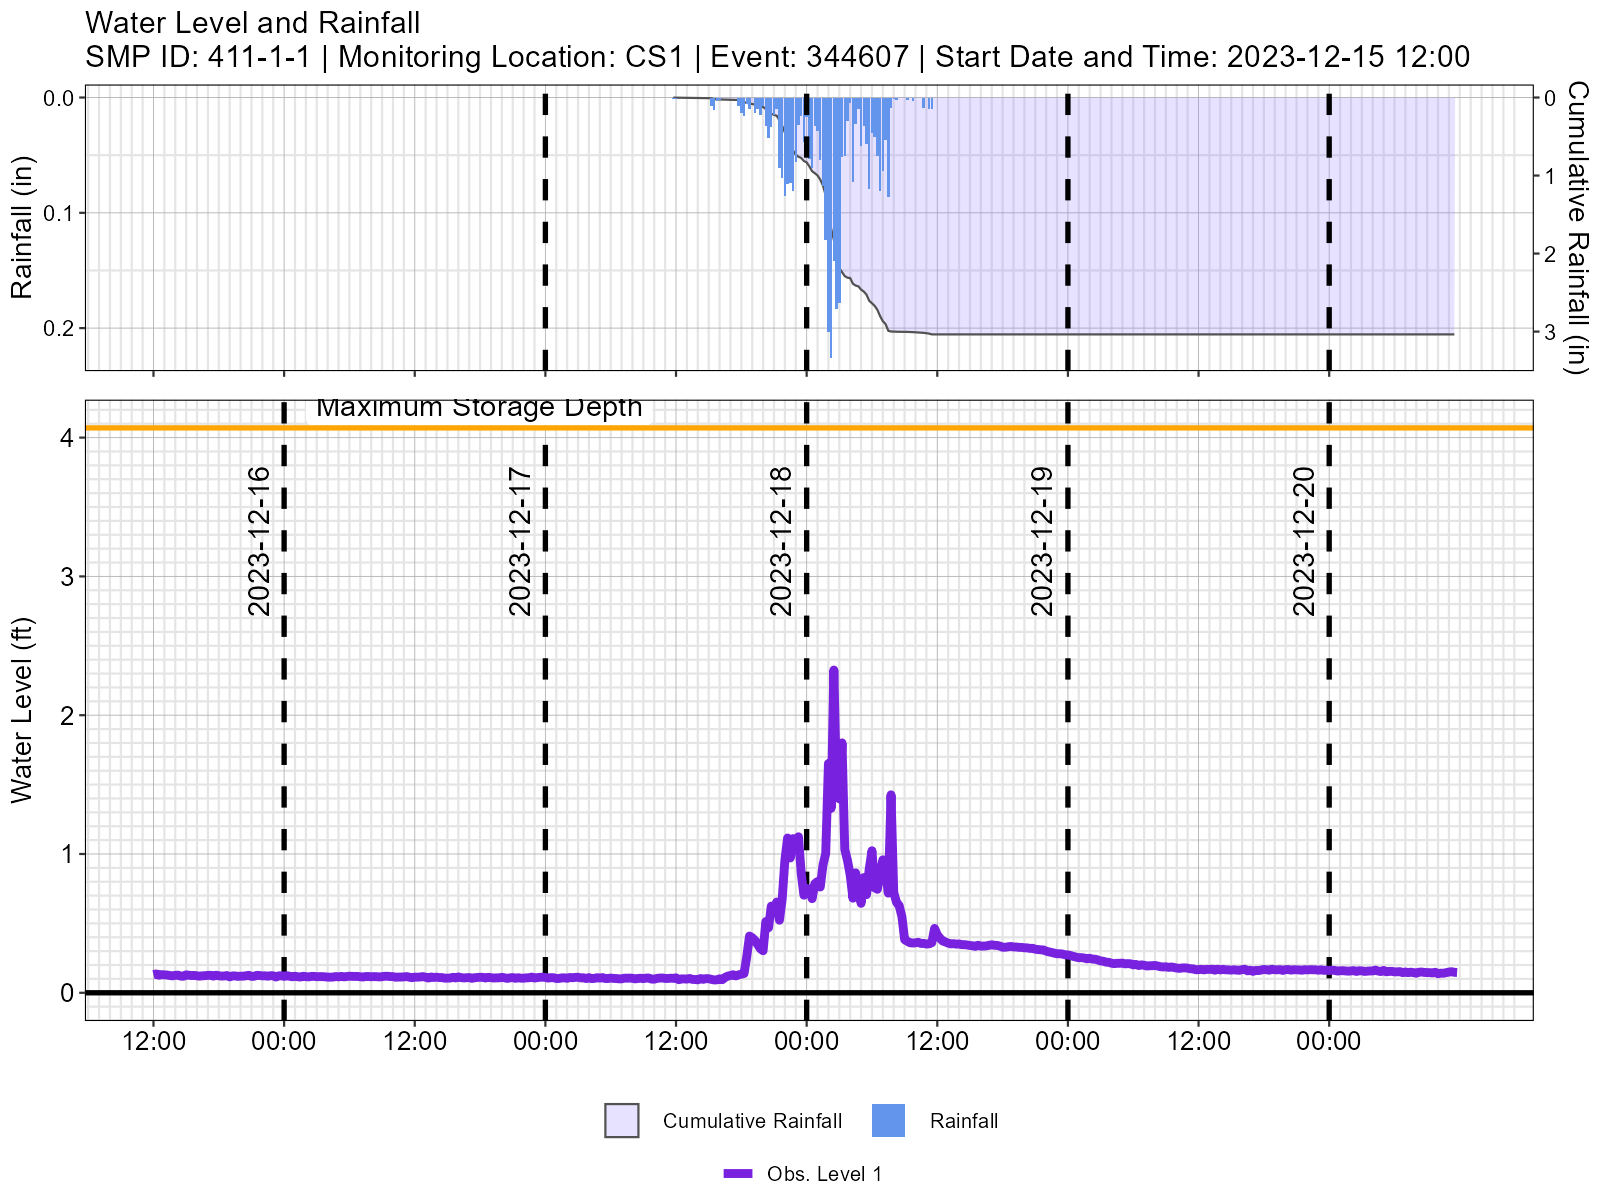 Water Level and Rainfall
SMP ID: 411-1-1 | Monitoring Location: CS1 | Event: 344607 | Start Date and Time: 2023-12-15 12:00
Rainfall (in)
0.0
0.1
0.2
Cumulative Rainfall (in)
0
1
2
3
Maximum Storage Depth
Water Level (ft)
4
3
2
1
0
2023-12-16
2023-12-17
2023-12-18
2023-12-19
2023-12-20
12:00 00:00 12:00 00:00 12:00 00:00 12:00 00:00 12:00 00:00
Cumulative Rainfall Rainfall
Obs. Level 1